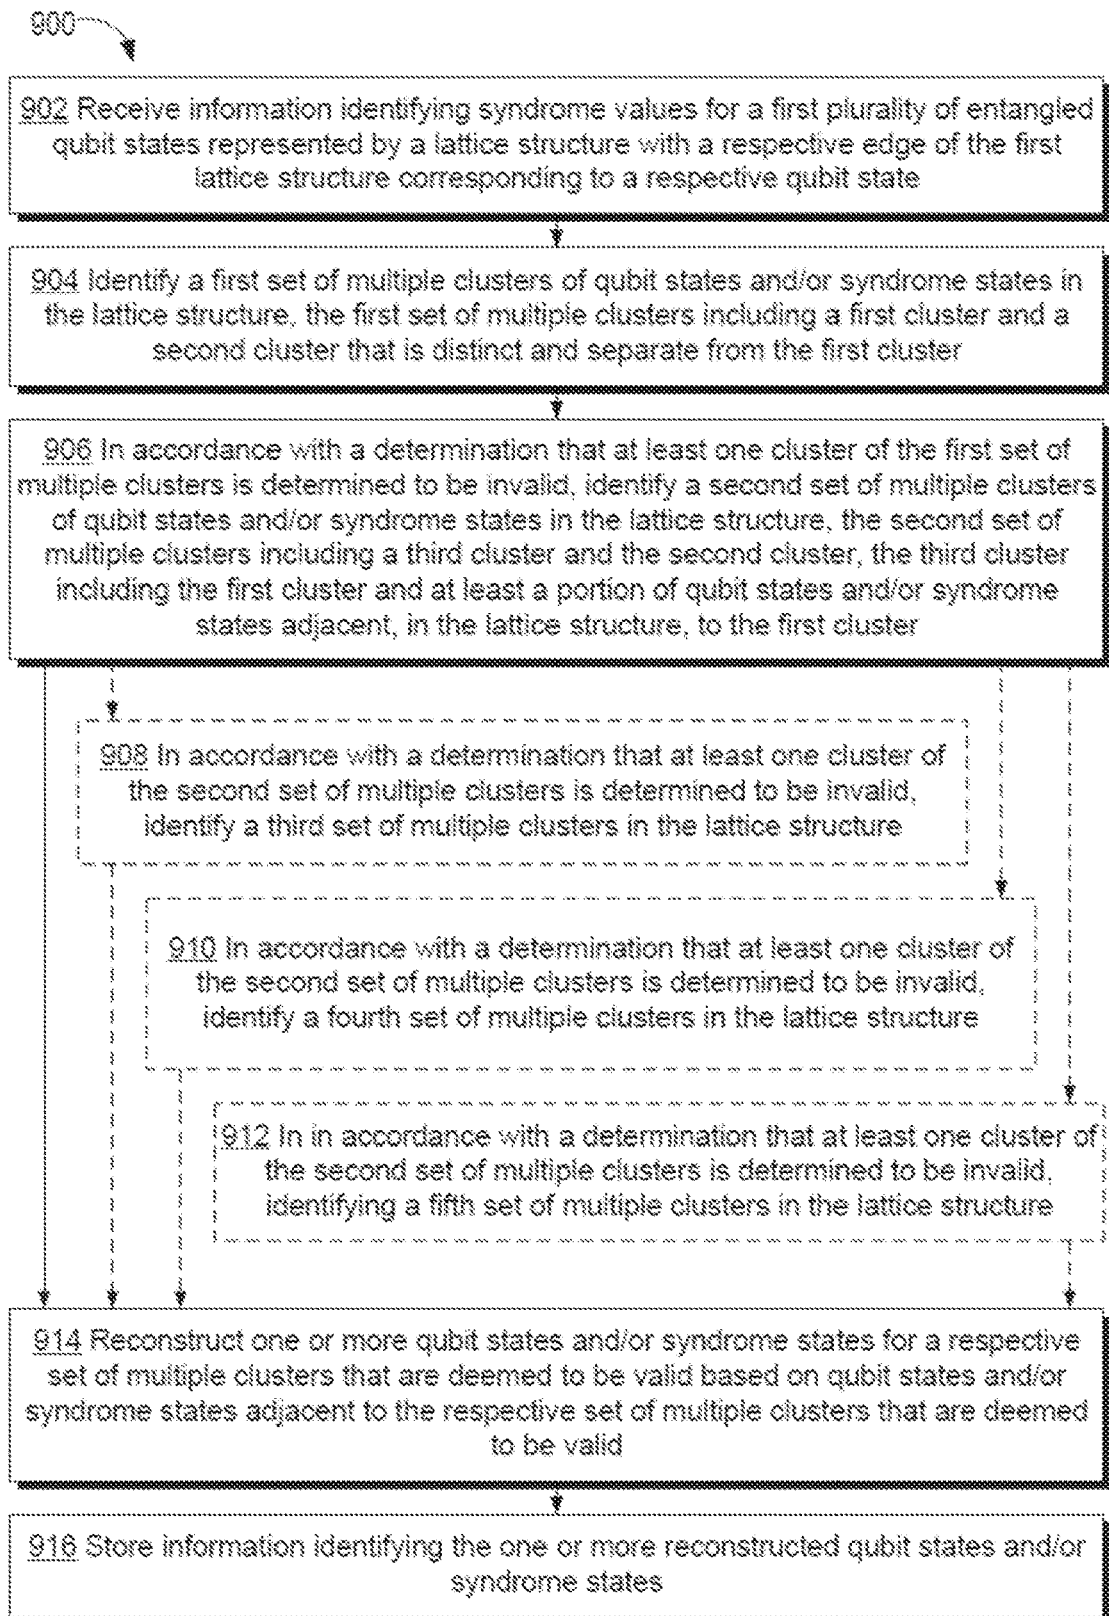 900
902 Receive information identifying syndrome values for a first plurality of entangled
qubit states represented by a lattice structure with a respective edge of the first
lattice structure corresponding to a respective qubit state
904 Identify a first set of multiple clusters of qubit states and/or syndrome states in
the lattice structure, the first set of multiple clusters including a first cluster and a
second cluster that is distinct and separate from the first cluster
906 In accordance with a determination that at least one cluster of the first set of
multiple clusters is determined to be invalid, identify a second set of multiple clusters
of qubit states and/or syndrome states in the lattice structure, the second set of
multiple clusters including a third cluster and the second cluster, the third cluster
including the first cluster and at least a portion of qubit states and/or syndrome
states adjacent, in the lattice structure, to the first cluster
908 In accordance with a determination that at least one cluster of
the second set of multiple clusters is determined to be invalid,
identify a third set of multiple clusters in the lattice structure
910 In accordance with a determination that at least one cluster of
the second set of multiple clusters is determined to be invalid,
identify a fourth set of multiple clusters in the lattice structure
912 In in accordance with a determination that at least one cluster of
the second set of multiple clusters is determined to be invalid,
identifying a fifth set of multiple clusters in the lattice structure
914 Reconstruct one or more qubit states and/or syndrome states for a respective
set of multiple clusters that are deemed to be valid based on qubit states and/or
syndrome states adjacent to the respective set of multiple clusters that are deemed
to be valid
916 Store information identifying the one or more reconstructed qubit states and/or
syndrome states